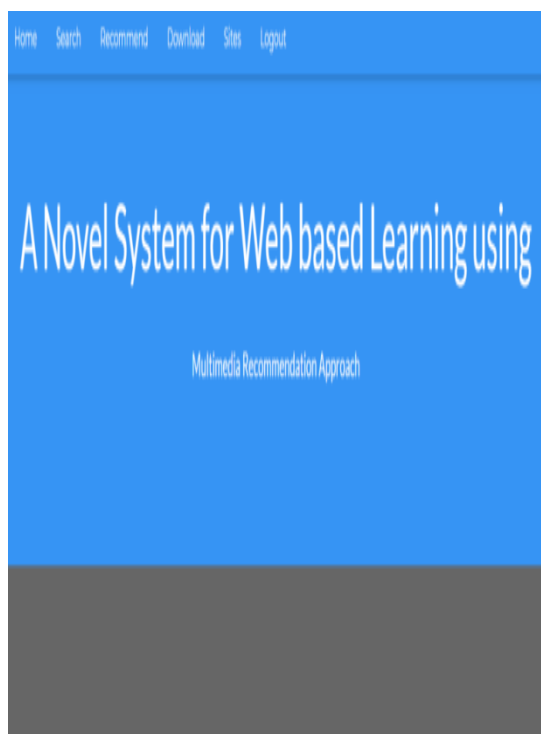 Home Search Recommend Download Sites Logout
A Novel System for Web based Learning using
Multimedia Recommendation Approach